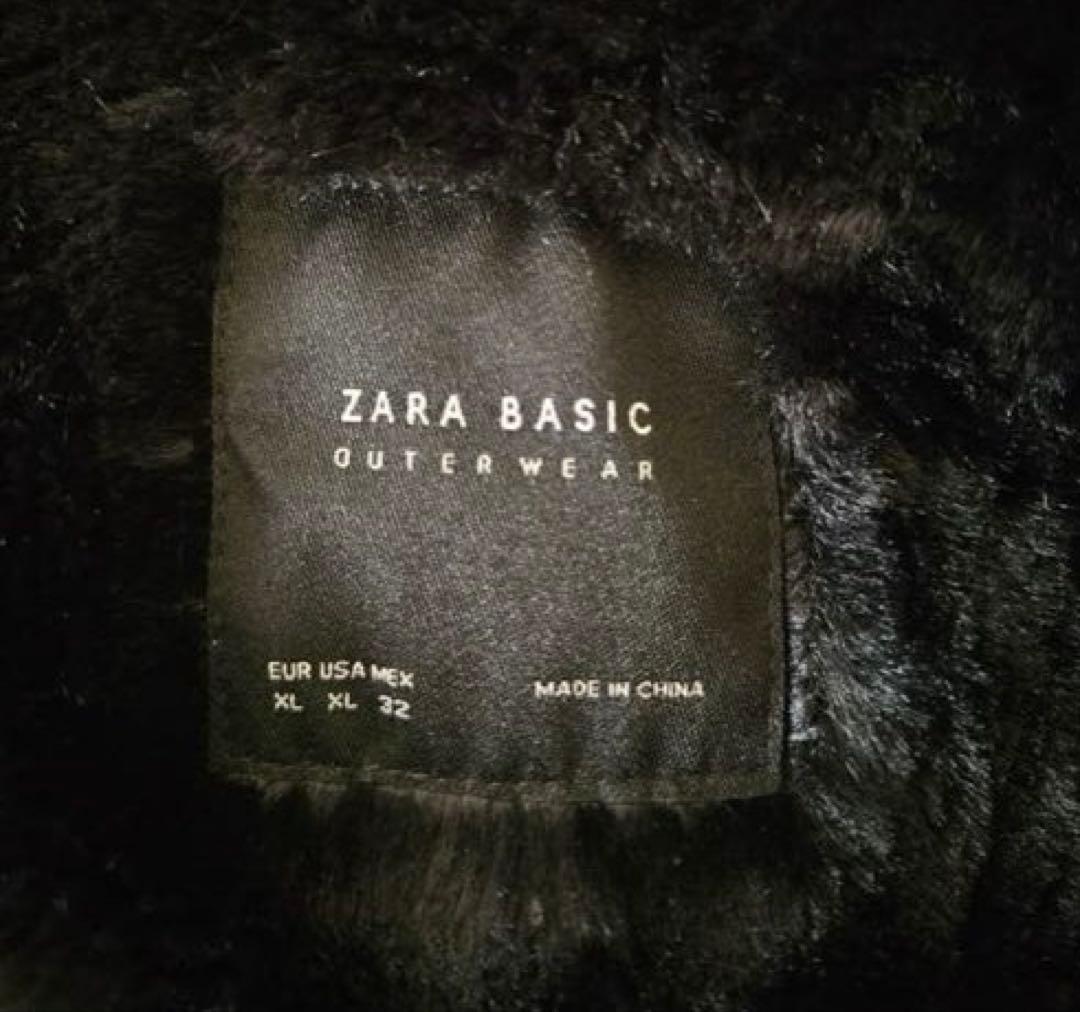 ZARA BASIC
OUTERWEAR
EUR USA MEX
XL XL 32
MADE IN CHINA